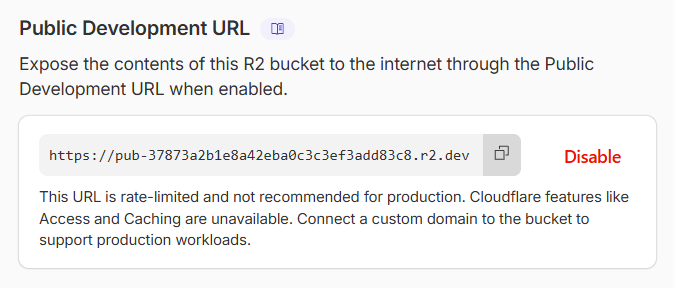 Public Development URL
Expose the contents of this R2 bucket to the internet through the Public
Development URL when enabled.
https://pub-37873a2b1e8a42eba0c3c3ef3add83c8.r2.dev
Disable
This URL is rate-limited and not recommended for production. Cloudflare features like
Access and Caching are unavailable. Connect a custom domain to the bucket to
support production workloads.